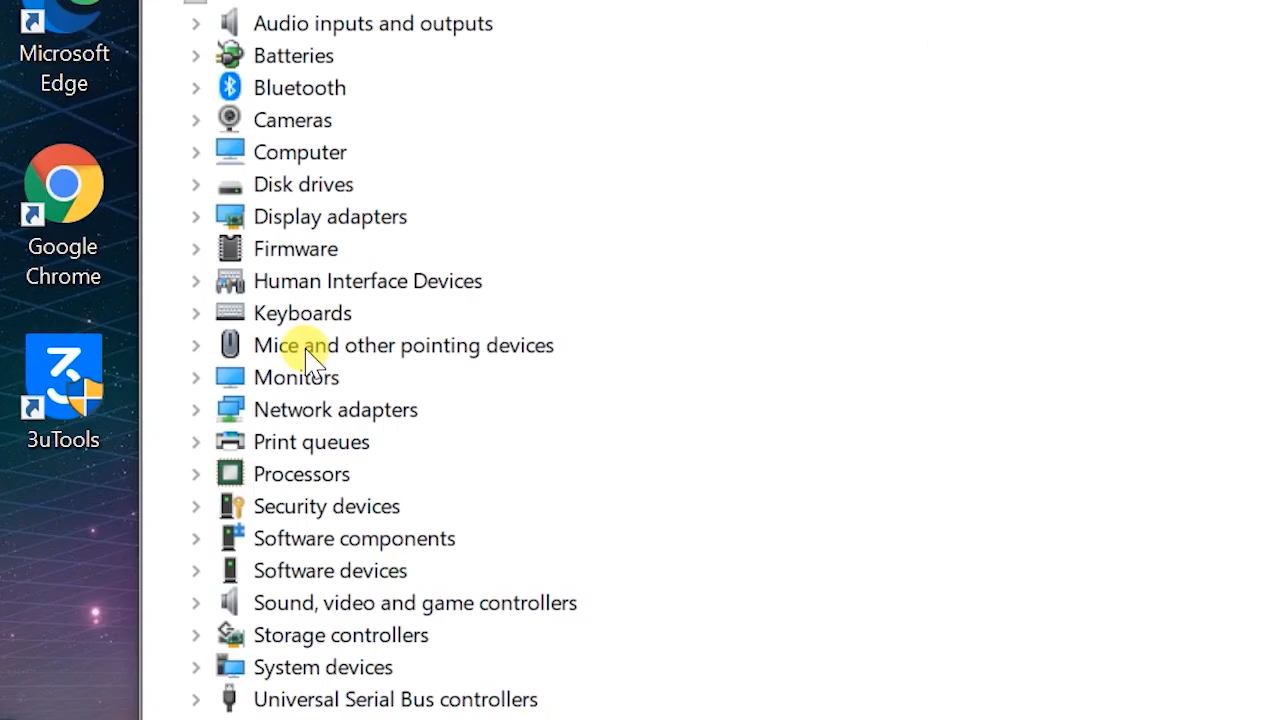 Microsoft
Edge
Google
Chrome
3uTools
Audio inputs and outputs
Batteries
Bluetooth
Cameras
Computer
Disk drives
Display adapters
Firmware
Human Interface Devices
Keyboards
Mice and other pointing devices
Monitors
Network adapters
Print queues
Processors
Security devices
Software components
Software devices
Sound, video and game controllers
Storage controllers
System devices
Universal Serial Bus controllers